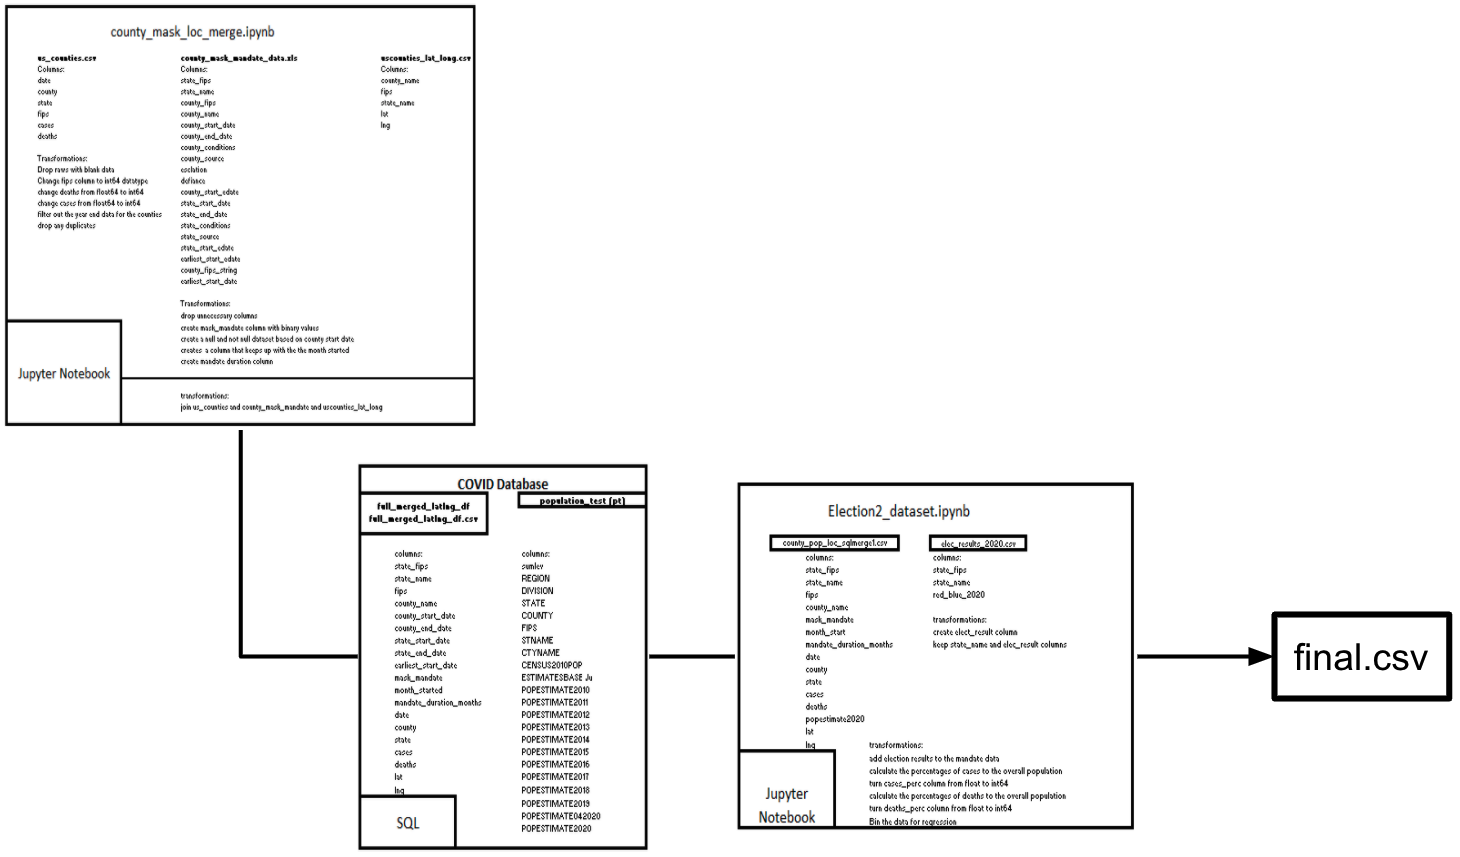 county_mask_loc_merge.ipynb
us_counties.csv
Columns:
date
county
state
fips
cases
deaths
Transformations:
Drop rows with blank data
Change fips column to int64 datatype
change deaths from float64 to int64
change cases from float64 to int64
filter out the year end data for the counties
drop any duplicates
county_mask_mandate_data.xls
Columns:
state_fips
state_name
county_fips
county_name
county_start_date
county_end_date
county_conditions
county_source
esclation
defiance
county_start_edate
state_start_date
state_end_date
state_conditions
state_source
state_start_edate
earliest_start_edate
county_fips_string
earliest_start_date
Transformations:
drop unnecessary columns
create mask_mandate column with binary values
create a null and not null dataset based on county start date
creates a column that keeps up with the the month started
create mandate duration column
uscounties_lat_long.csv
Columns:
county_name
fips
state_name
lat
lng
Jupyter Notebook
transformations:
join us_counties and county_mask_mandate and uscounties_lat_long
COVID Database
full_merged_latlng_df
full_merged_latlng_df.csv
columns:
state_fips
state_name
fips
county_name
county_start_date
county_end_date
state_start_date
state_end_date
earliest_start_date
mask_mandate
month_started
mandate_duration_months
date
county
state
cases
deaths
lat
lng
SQL
population_test (pt)
columns:
sumlev
REGION
DIVISION
STATE
COUNTY
FIPS
STNAME
CTYNAME
CENSUS2010POP
ESTIMATESBASE Ju
POPESTIMATE2010
POPESTIMATE2011
POPESTIMATE2012
POPESTIMATE2013
POPESTIMATE2014
POPESTIMATE2015
POPESTIMATE2016
POPESTIMATE2017
POPESTIMATE2018
POPESTIMATE2019
POPESTIMATE042020
POPESTIMATE2020
Election2_dataset.ipynb
county_pop_loc_sqlmerge1.csv
columns:
state_fips
state_name
fips
county_name
mask_mandate
month_start
mandate_duration_months
date
county
state
cases
deaths
popestimate2020
lat
lng
elec_results_2020.csv
columns:
state_fips
state_name
red_blue_2020
transformations:
create elect_result column
keep state_name and elec_result columns
transformations:
add election results to the mandate data
calculate the percentages of cases to the overall population
turn cases_perc column from float to int64
calculate the percentages of deaths to the overall population
turn deaths_perc column from float to int64
Bin the data for regression
Jupyter
Notebook
final.csv